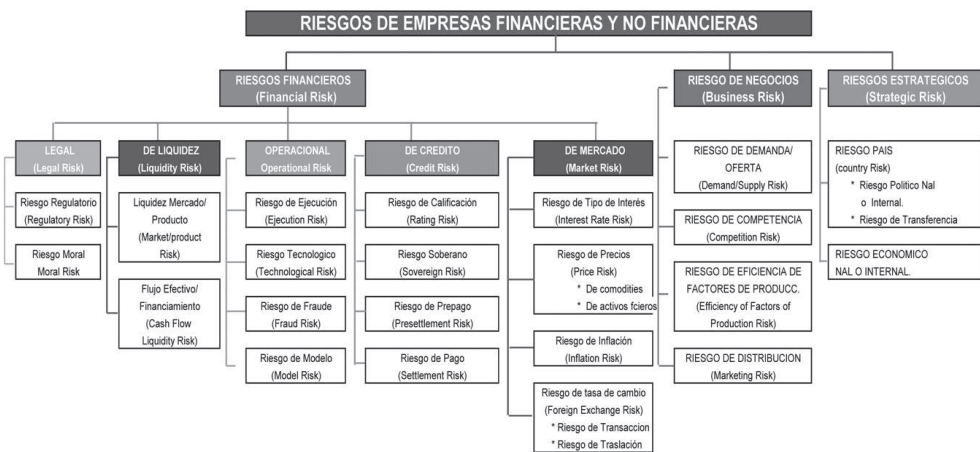 RIESGOS DE EMPRESAS FINANCIERAS Y NO FINANCIERAS
RIESGOS FINANCIEROS
(Financial Risk)
RIESGO DE NEGOCIOS
(Business Risk)
RIESGOS ESTRATEGICOS
(Strategic Risk)
LEGAL
(Legal Risk)
Riesgo Regulatorio
(Regulatory Risk)
Riesgo Moral
Moral Risk
DE LIQUIDEZ
(Liquidity Risk)
Liquidez Mercado/
Producto
(Market/product
Risk)
Flujo Efectivo/
Financiamiento
(Cash Flow
Liquidity Risk)
OPERACIONAL
Operational Risk)
Riesgo de Ejecución
(Ejecution Risk)
Riesgo Tecnologico
(Technological Risk)
Riesgo de Fraude
(Fraud Risk)
Riesgo de Modelo
(Model Risk)
DE CREDITO
(Credit Risk)
Riesgo de Calificación
(Rating Risk)
Riesgo Soberano
(Sovereign Risk)
Riesgo de Prepago
(Presettlement Risk)
Riesgo de Pago
(Settlement Risk)
DE MERCADO
(Market Risk)
Riesgo de Tipo de Interés
(Interest Rate Risk)
Riesgo de Precios
(Price Risk)
* De comodities
* De activos fcieros
Riesgo de Inflación
(Inflation Risk)
Riesgo de tasa de cambio
(Foreign Exchange Risk)
* Riesgo de Transaccion
* Riesgo de Traslación
RIESGO DE DEMANDA/
OFERTA
(Demand/Supply Risk)
RIESGO DE COMPETENCIA
(Competition Risk)
RIESGO DE EFICIENCIA DE
FACTORES DE PRODUCC.
(Efficiency of Factors of
Production Risk)
RIESGO DE DISTRIBUCION
(Marketing Risk)
RIESGO PAIS
(country Risk)
* Riesgo Politico Nal
o Internal.
* Riesgo de Transferencia
RIESGO ECONOMICO
NAL O INTERNAL.